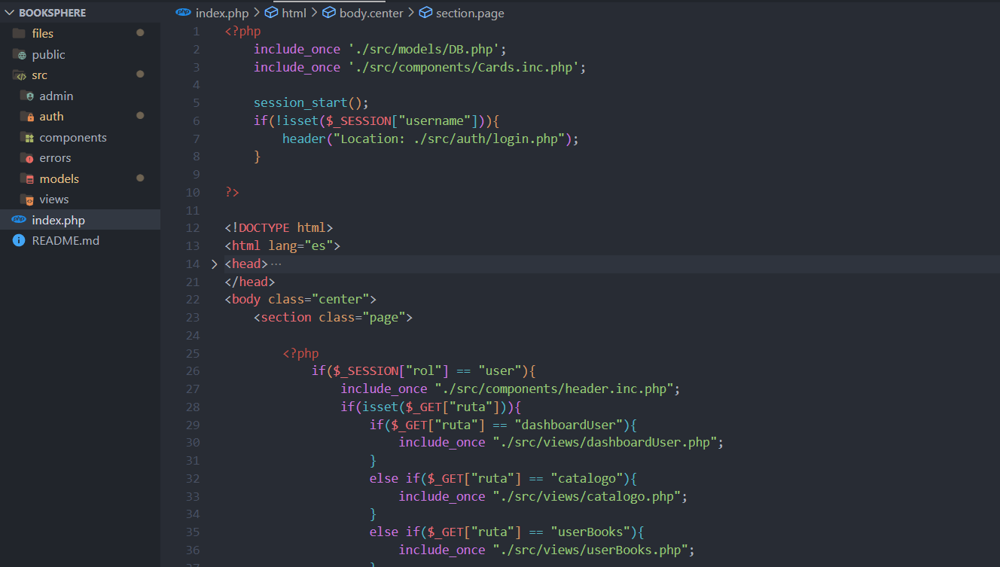 BOOKSPHERE
files
public
src
admin
auth
components
errors
models
views
index.php
README.md
index.php > html > body.center > section.page
1 <?php
2 include_once './src/models/DB.php';
3 include_once './src/components/Cards.inc.php';
4
5 session_start();
6 if(!isset($_SESSION["username"])){
7 header("Location: ./src/auth/login.php");
8 }
9
10 ?>
11
12 <!DOCTYPE html>
13 <html lang="es">
14 <head>···
21 </head>
22 <body class="center">
23 <section class="page">
24
25 <?php
26 if($_SESSION["rol"] == "user"){
27 include_once "./src/components/header.inc.php";
28 if(isset($_GET["ruta"])){
29 if($_GET["ruta"] == "dashboardUser"){
30 include_once "./src/views/dashboardUser.php";
31 }
32 else if($_GET["ruta"] == "catalogo"){
33 include_once "./src/views/catalogo.php";
34 }
35 else if($_GET["ruta"] == "userBooks"){
36 include_once "./src/views/userBooks.php";
37 }